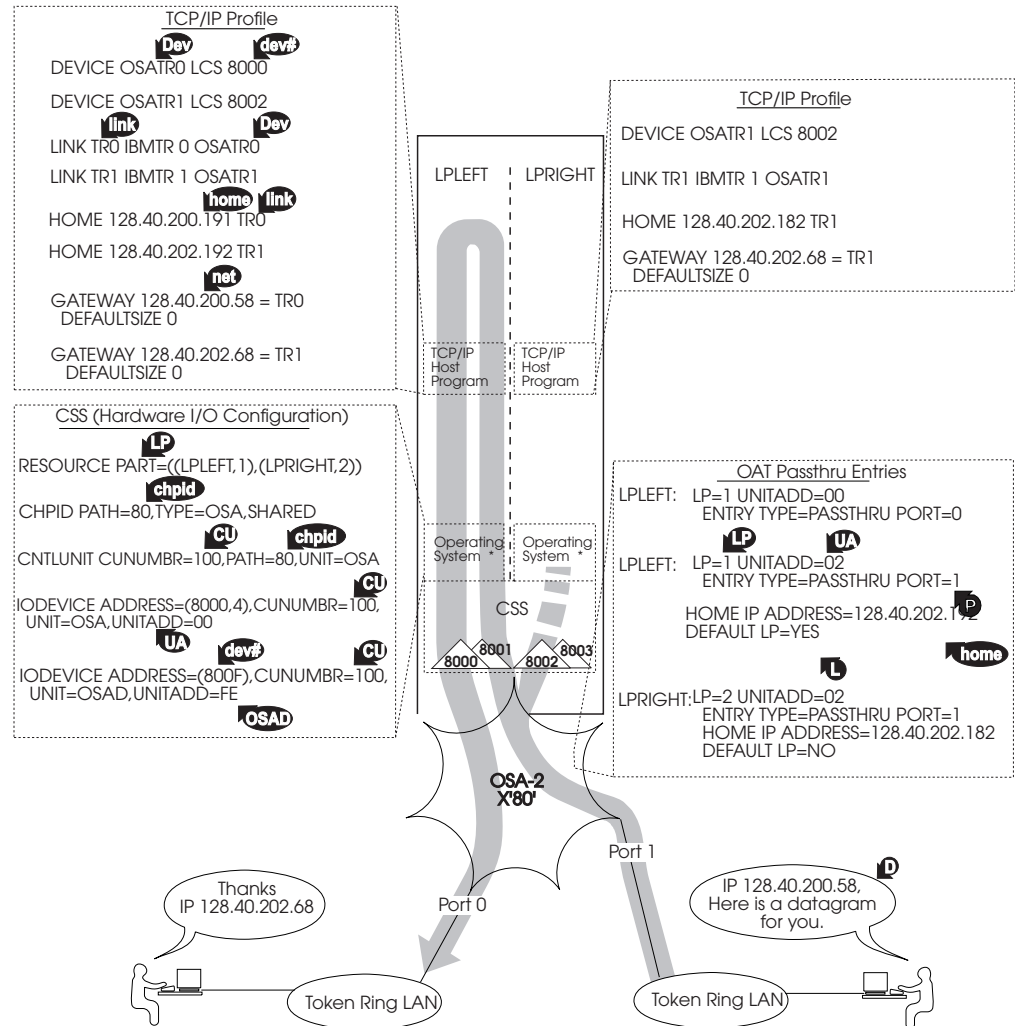 TCP/IP Profile
Dev dev#
DEVICE OSATR0 LCS 8000
DEVICE OSATR1 LCS 8002
link Dev
LINK TR0 IBMTR 0 OSATR0
LINK TR1 IBMTR 1 OSATR1
home link
HOME 128.40.200.191 TR0
HOME 128.40.202.192 TR1
net
GATEWAY 128.40.200.58 = TR0
DEFAULTSIZE 0
GATEWAY 128.40.202.68 = TR1
DEFAULTSIZE 0
TCP/IP Profile
DEVICE OSATR1 LCS 8002
LINK TR1 IBMTR 1 OSATR1
HOME 128.40.202.182 TR1
GATEWAY 128.40.202.68 = TR1
DEFAULTSIZE 0
LPLEFT LPRIGHT
TCP/IP
Host
Program
TCP/IP
Host
Program
CSS (Hardware I/O Configuration)
LP
RESOURCE PART=((LPLEFT,1),(LPRIGHT,2))
chpid
CHPID PATH=80,TYPE=OSA,SHARED
CU chpid
CNTLUNIT CUNUMBR=100,PATH=80,UNIT=OSA
CU
IODEVICE ADDRESS=(8000,4),CUNUMBR=100,
UNIT=OSA,UNITADD=00
UA dev# CU
IODEVICE ADDRESS=(800F),CUNUMBR=100,
UNIT=OSAD,UNITADD=FE
OSAD
Operating
System *
Operating
System *
CSS
8000 8001 8002 8003
OAT Passthru Entries
LPLEFT: LP=1 UNITADD=00
ENTRY TYPE=PASSTHRU PORT=0
LP UA
LPLEFT: LP=1 UNITADD=02
ENTRY TYPE=PASSTHRU PORT=1
P
HOME IP ADDRESS=128.40.202.192
DEFAULT LP=YES
home
L
LPRIGHT:LP=2 UNITADD=02
ENTRY TYPE=PASSTHRU PORT=1
HOME IP ADDRESS=128.40.202.182
DEFAULT LP=NO
OSA-2
X'80'
Port 1
Port 0
Thanks
IP 128.40.202.68
D
IP 128.40.200.58,
Here is a datagram
for you.
Token Ring LAN
Token Ring LAN